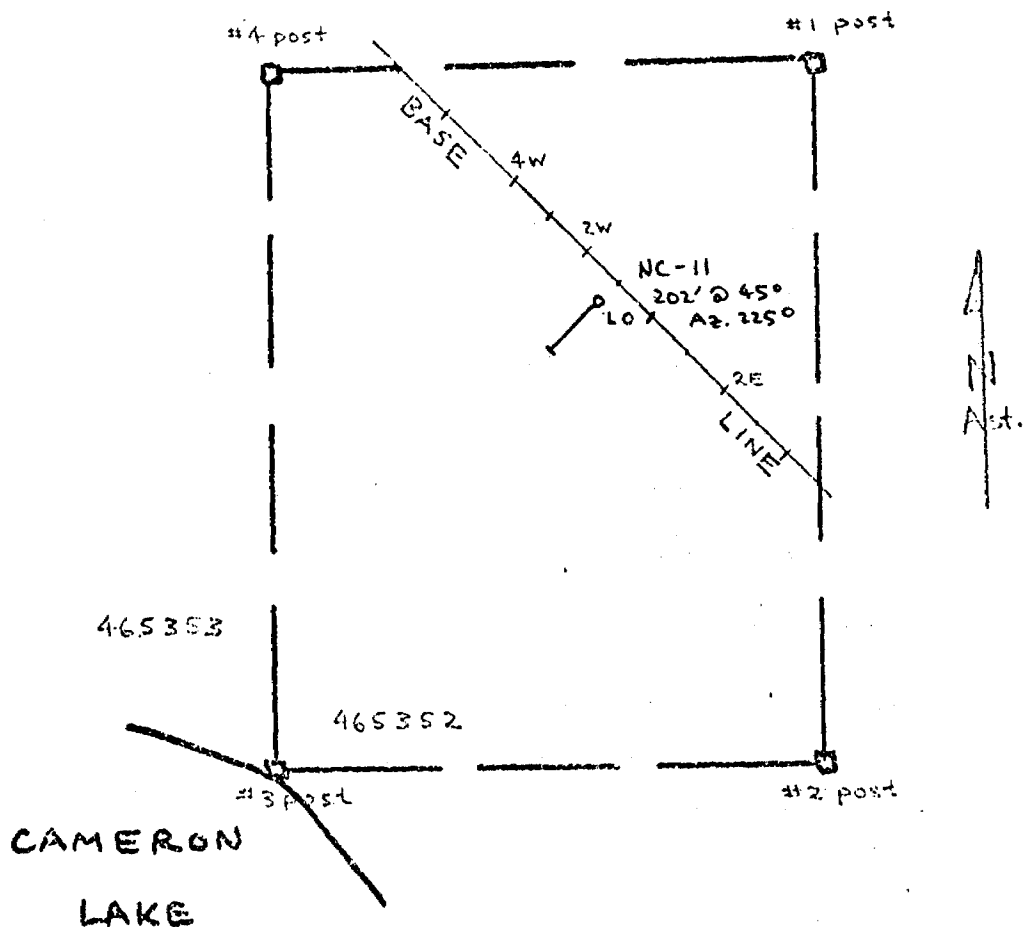 #4 post
#1 post
BASE
4W
2W
NC-11
202' @ 45°
Az. 225°
LO
2E
LINE
N
Ast.
465353
465352
#3 post
#2 post
CAMERON
LAKE